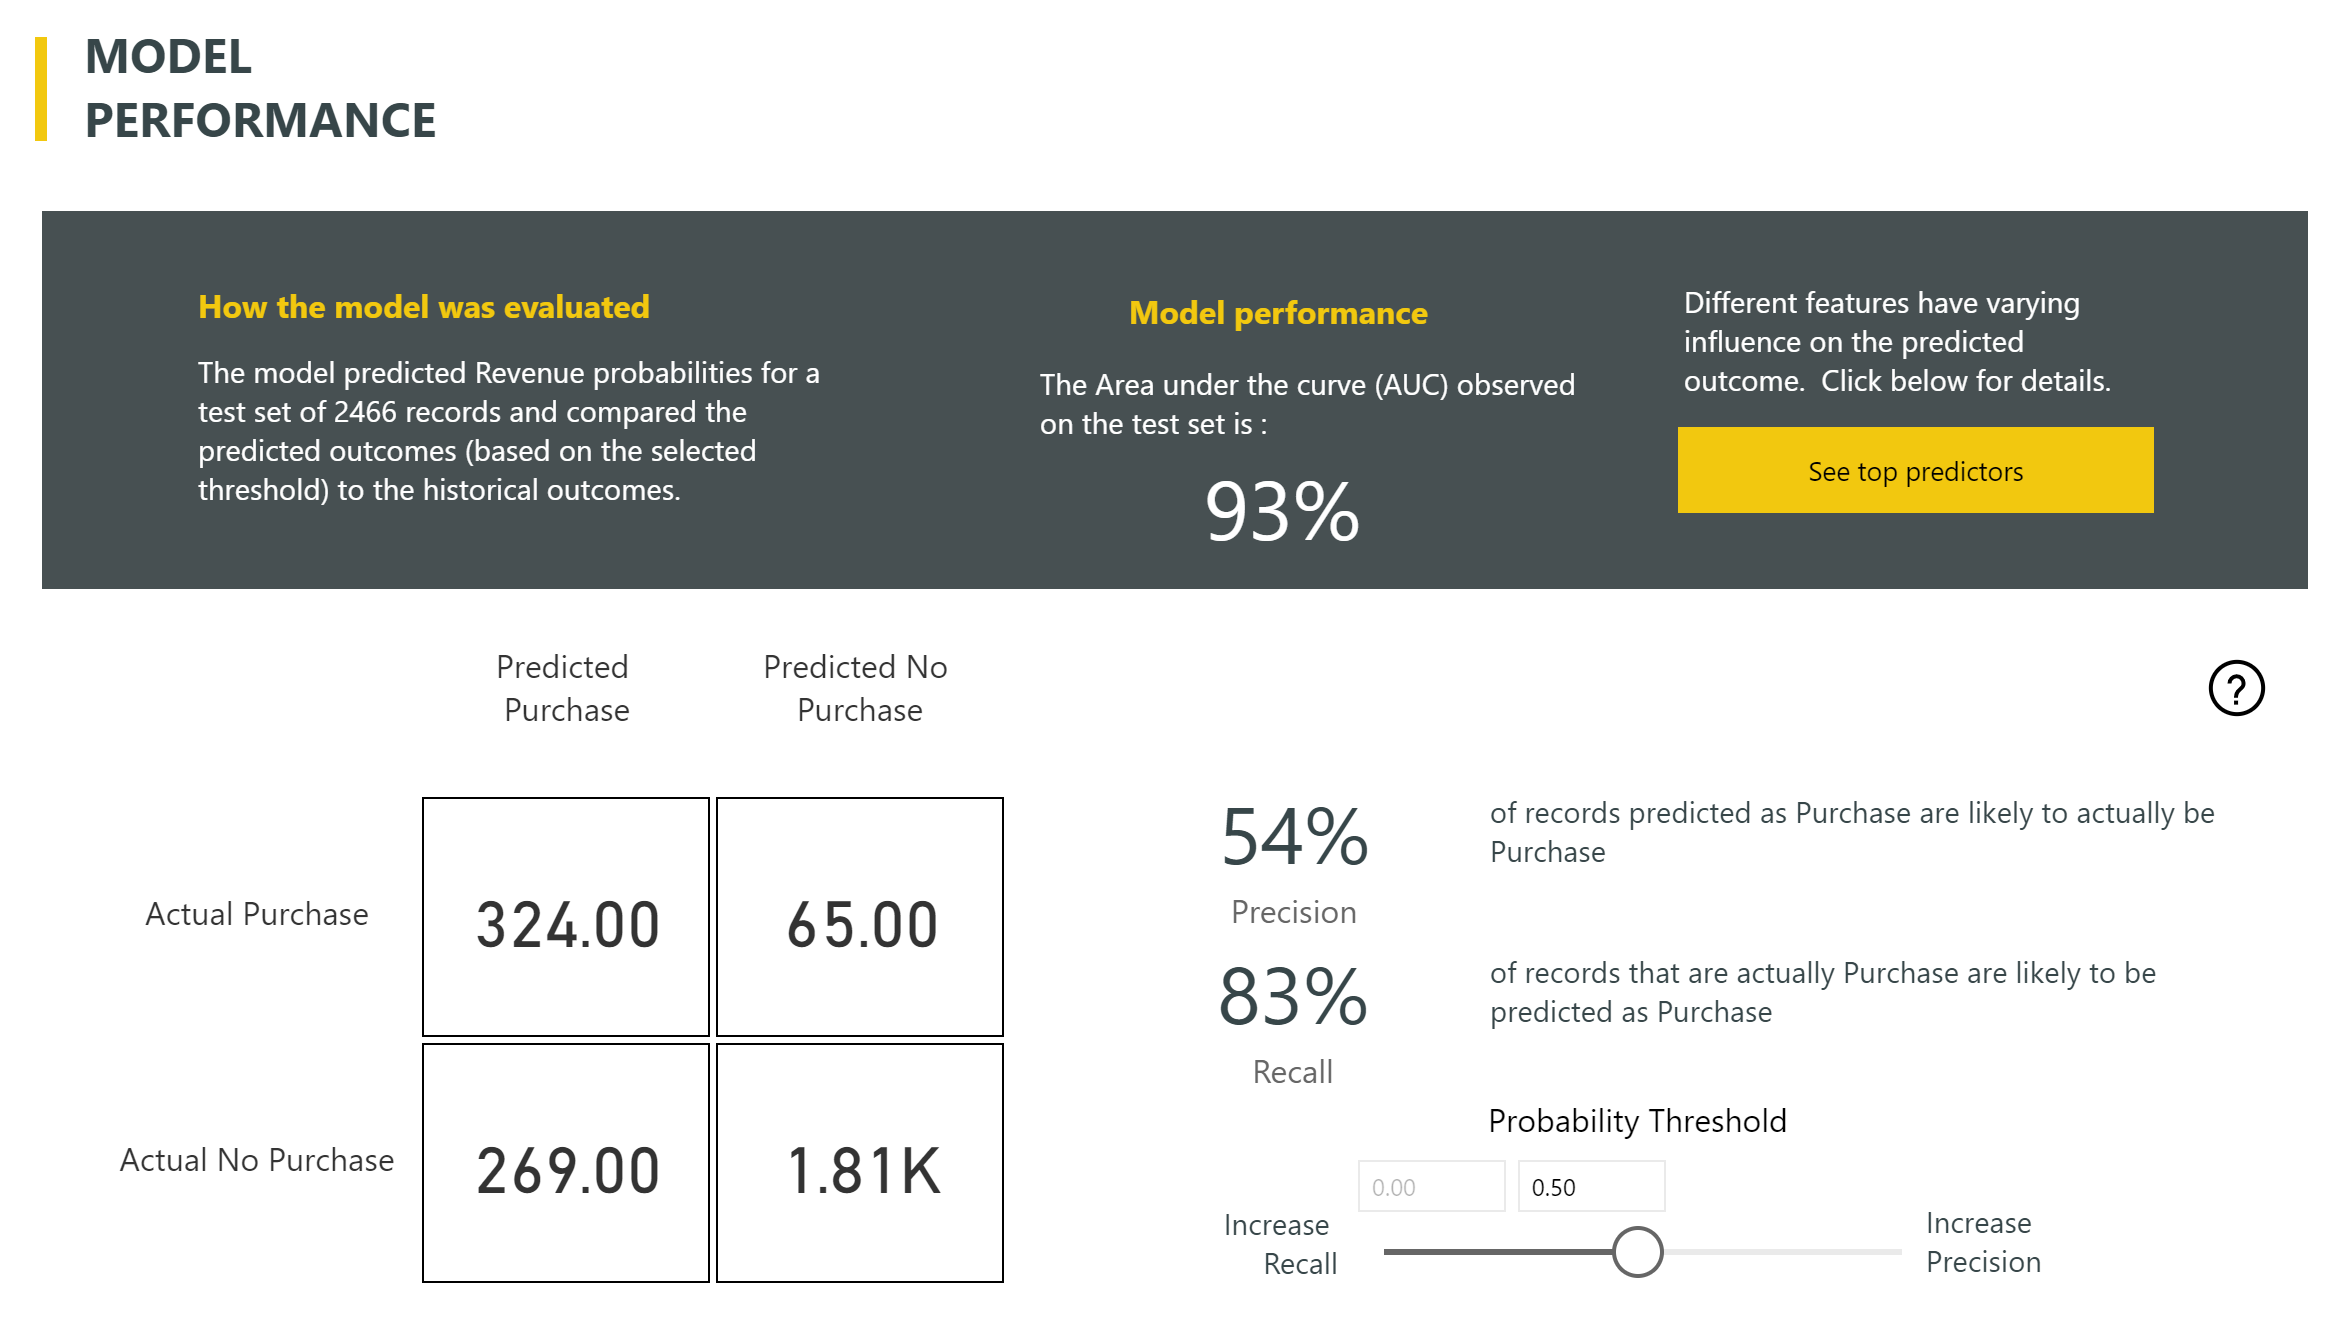 MODEL
PERFORMANCE
How the model was evaluated
The model predicted Revenue probabilities for a
test set of 2466 records and compared the
predicted outcomes (based on the selected
threshold) to the historical outcomes.
Model performance
The Area under the curve (AUC) observed
on the test set is :
93%
Different features have varying
influence on the predicted
outcome.  Click below for details.
See top predictors
Predicted
Purchase
Predicted No
Purchase
?
Actual Purchase
324.00
65.00
Actual No Purchase
269.00
1.81K
54%
Precision
of records predicted as Purchase are likely to actually be
Purchase
83%
Recall
of records that are actually Purchase are likely to be
predicted as Purchase
Probability Threshold
0.00
0.50
Increase
Recall
Increase
Precision